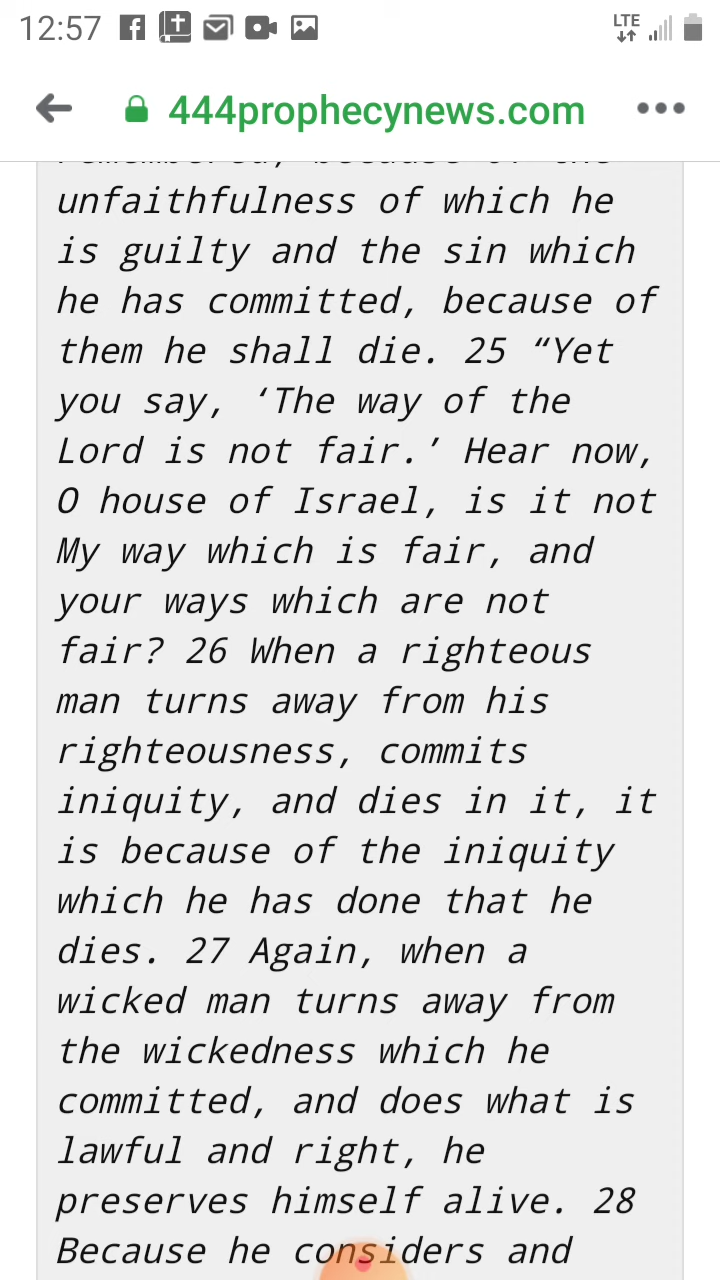 12:57
LTE
444prophecynews.com
unfaithfulness of which he
is guilty and the sin which
he has committed, because of
them he shall die. 25 “Yet
you say, ‘The way of the
Lord is not fair.’ Hear now,
O house of Israel, is it not
My way which is fair, and
your ways which are not
fair? 26 When a righteous
man turns away from his
righteousness, commits
iniquity, and dies in it, it
is because of the iniquity
which he has done that he
dies. 27 Again, when a
wicked man turns away from
the wickedness which he
committed, and does what is
lawful and right, he
preserves himself alive. 28
Because he considers and